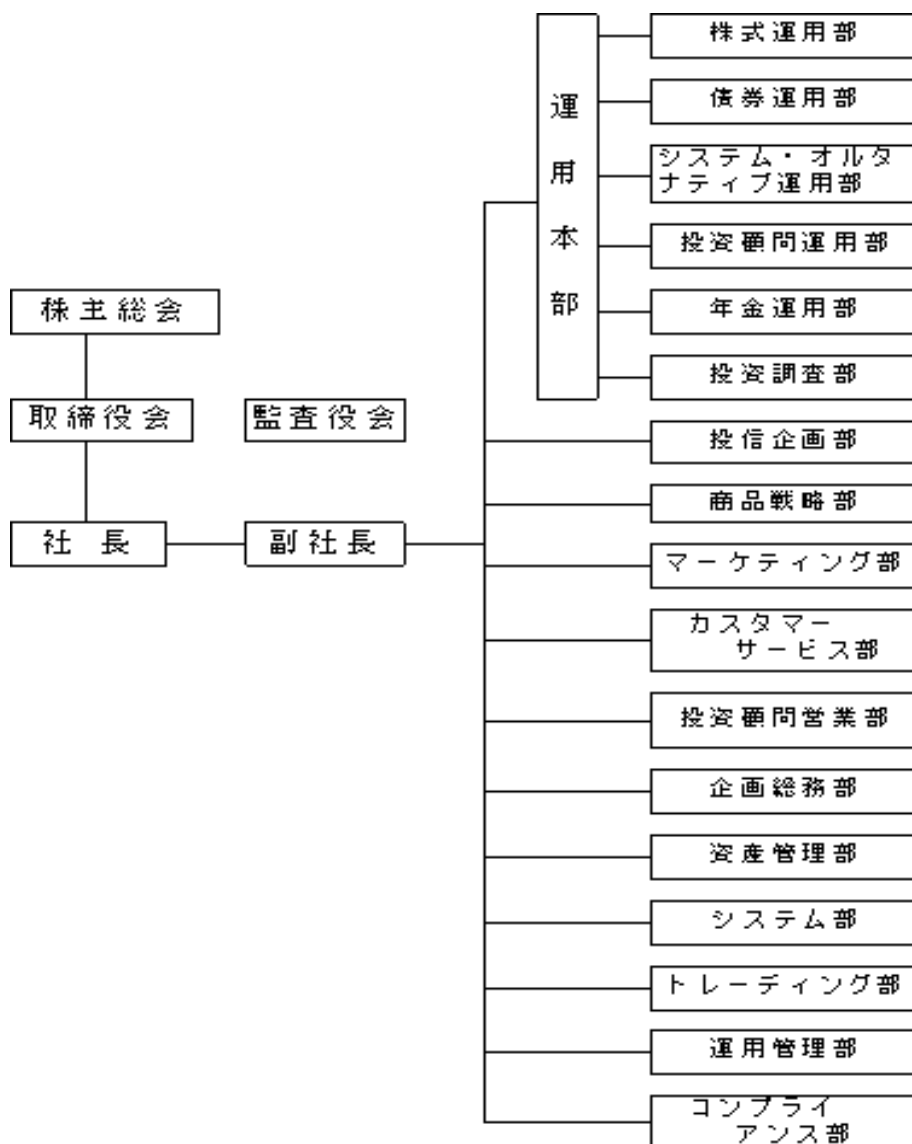 株主総会
取締役会
監査役会
社長
副社長
運用本部
株式運用部
債券運用部
システム・オルタ
ナティブ運用部
投資顧問運用部
年金運用部
投資調査部
投信企画部
商品戦略部
マーケティング部
カスタマー
サービス部
投資顧問営業部
企画総務部
資産管理部
システム部
トレーディング部
運用管理部
コンプライ
アンス部